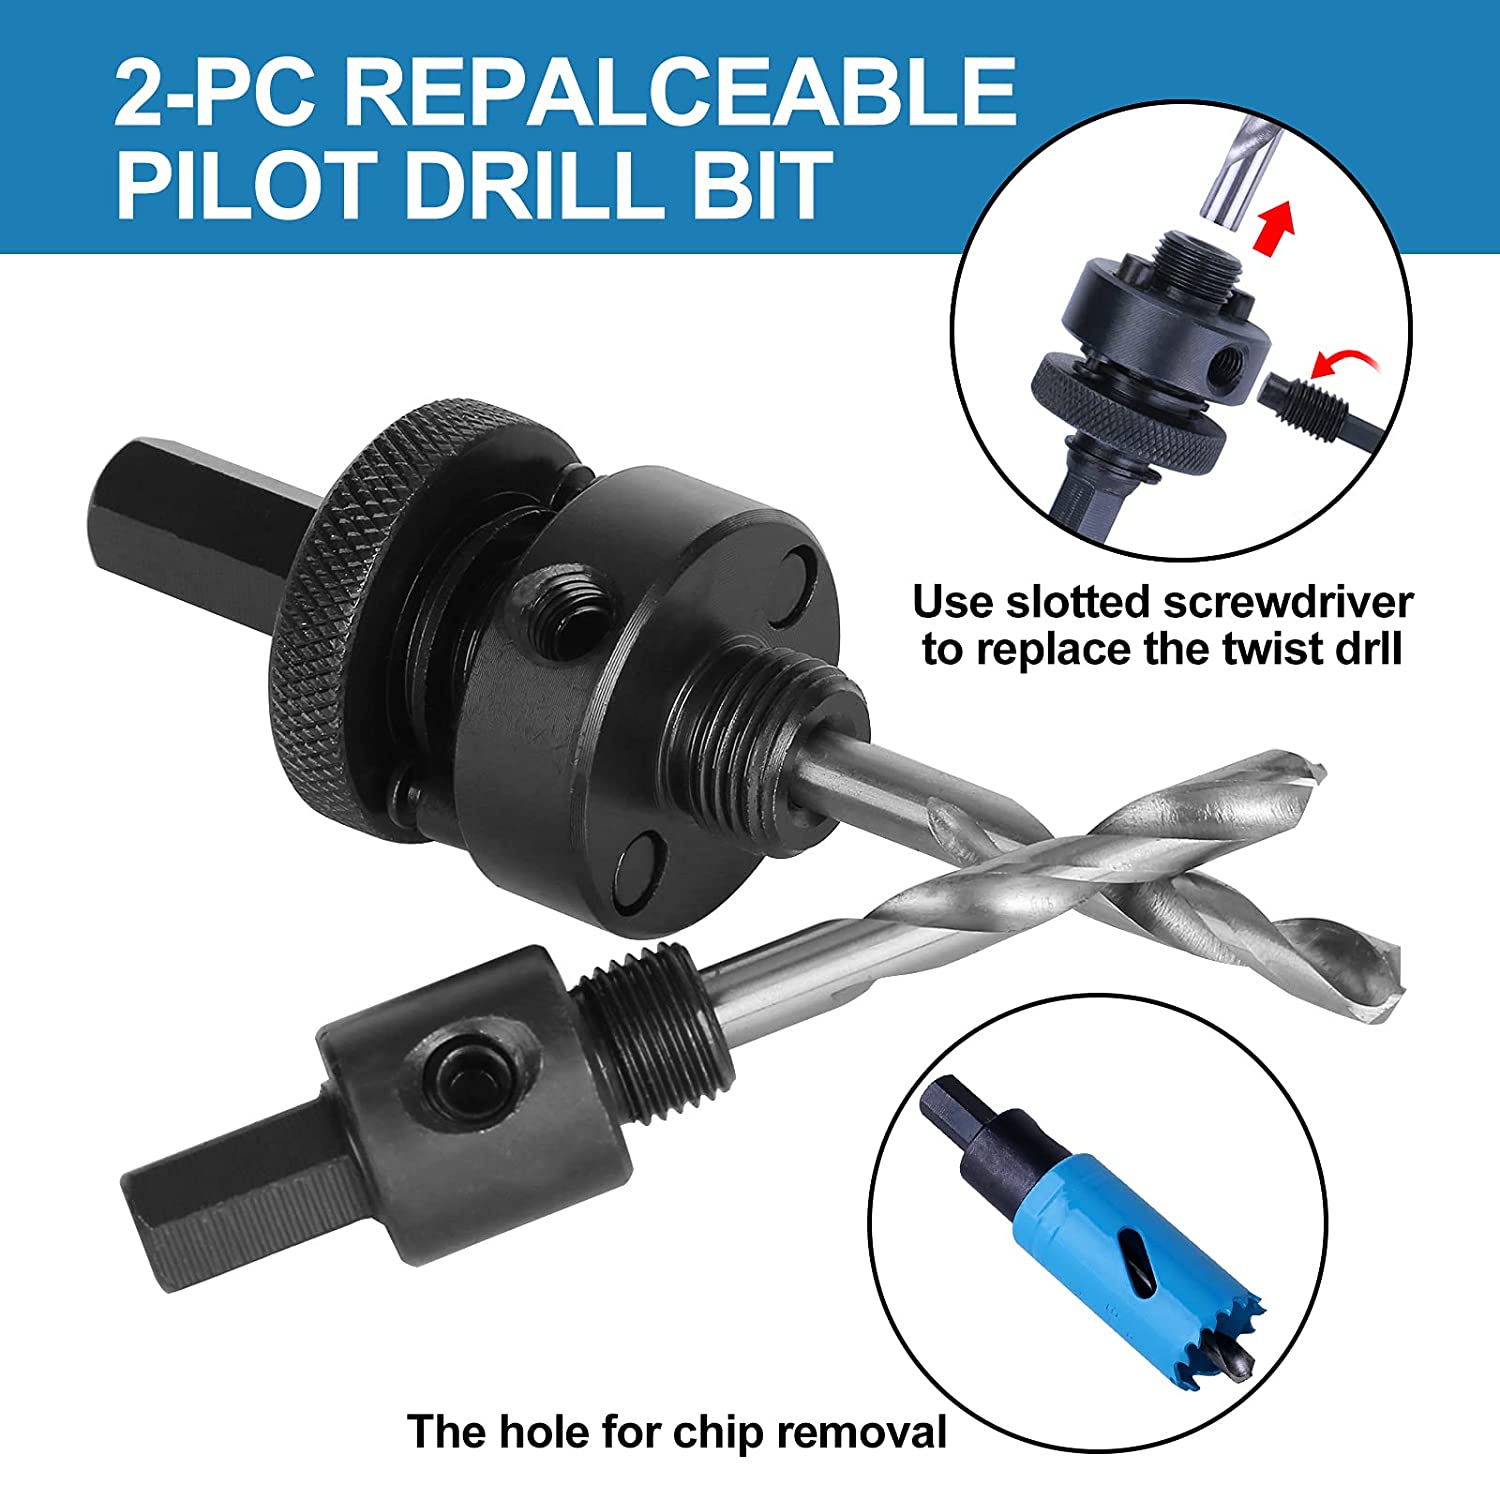 2-PC REPALCEABLE
PILOT DRILL BIT
Use slotted screwdriver
to replace the twist drll
The hole for chip removal